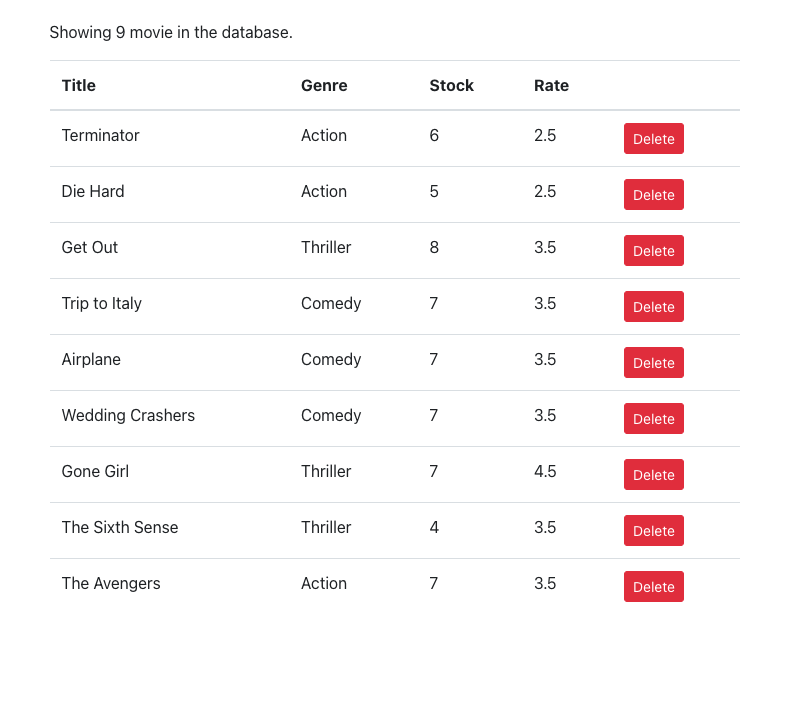 Showing 9 movie in the database.
Title Genre Stock Rate
Terminator Action 6 2.5 Delete
Die Hard Action 5 2.5 Delete
Get Out Thriller 8 3.5 Delete
Trip to Italy Comedy 7 3.5 Delete
Airplane Comedy 7 3.5 Delete
Wedding Crashers Comedy 7 3.5 Delete
Gone Girl Thriller 7 4.5 Delete
The Sixth Sense Thriller 4 3.5 Delete
The Avengers Action 7 3.5 Delete